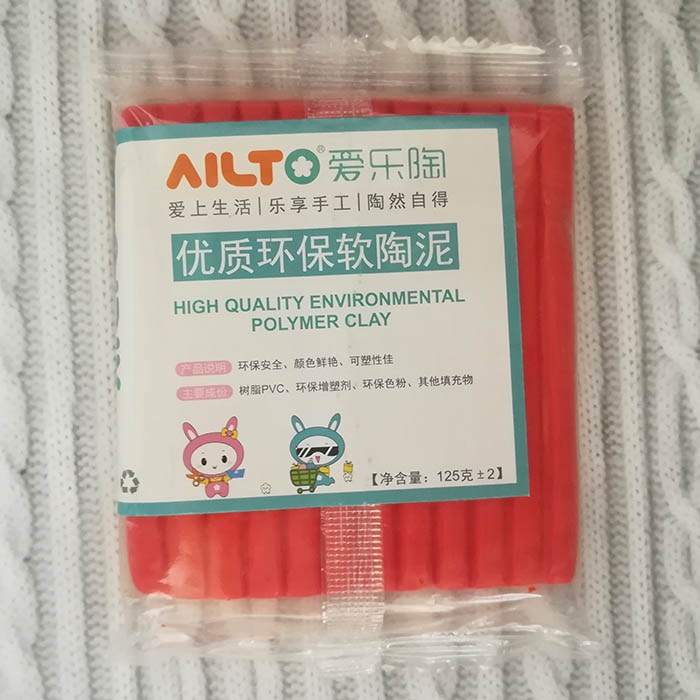 AILTO® 爱乐陶
爱上生活|乐享手工|陶然自得
优质环保软陶泥
HIGH QUALITY ENVIRONMENTAL
POLYMER CLAY
产品说明 环保安全、颜色鲜艳、可塑性佳
主要成份 树脂PVC、环保增塑剂、环保色粉、其他填充物
【净含量：125克±2】